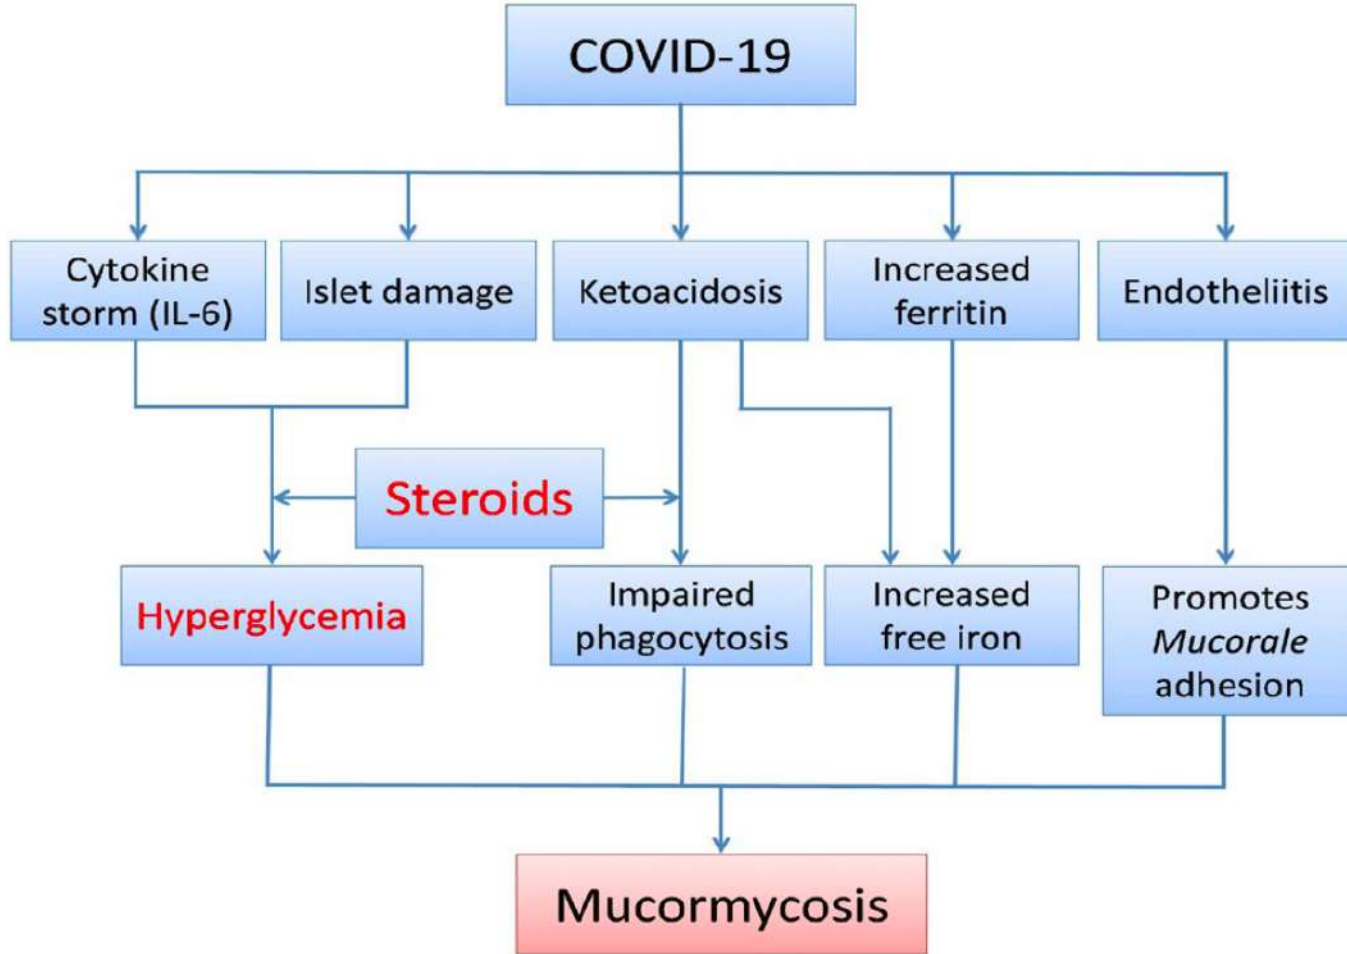 COVID-19
Cytokine
storm (IL-6)
Islet damage
Ketoacidosis
Increased
ferritin
Endotheliitis
Steroids
Hyperglycemia
Impaired
phagocytosis
Increased
free iron
Promotes
Mucorale
adhesion
Mucormycosis